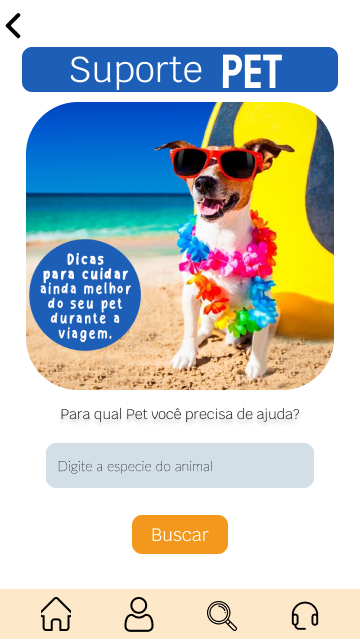 Suporte PET
Dicas
para cuidar
ainda melhor
do seu pet
durante a
viagem.
Para qual Pet você precisa de ajuda?
Digite a especie do animal
Buscar